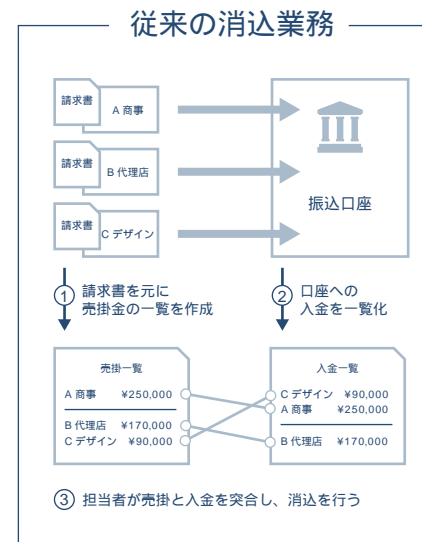 従来の消込業務
請求書
A 商事
請求書
B 代理店
請求書
C デザイン
振込口座
① 請求書を元に
売掛金の一覧を作成
② 口座への
入金を一覧化
売掛一覧
A 商事 ¥250,000
B 代理店 ¥170,000
C デザイン ¥90,000
入金一覧
C デザイン ¥90,000
A 商事 ¥250,000
B 代理店 ¥170,000
③ 担当者が売掛と入金を突合し、消込を行う